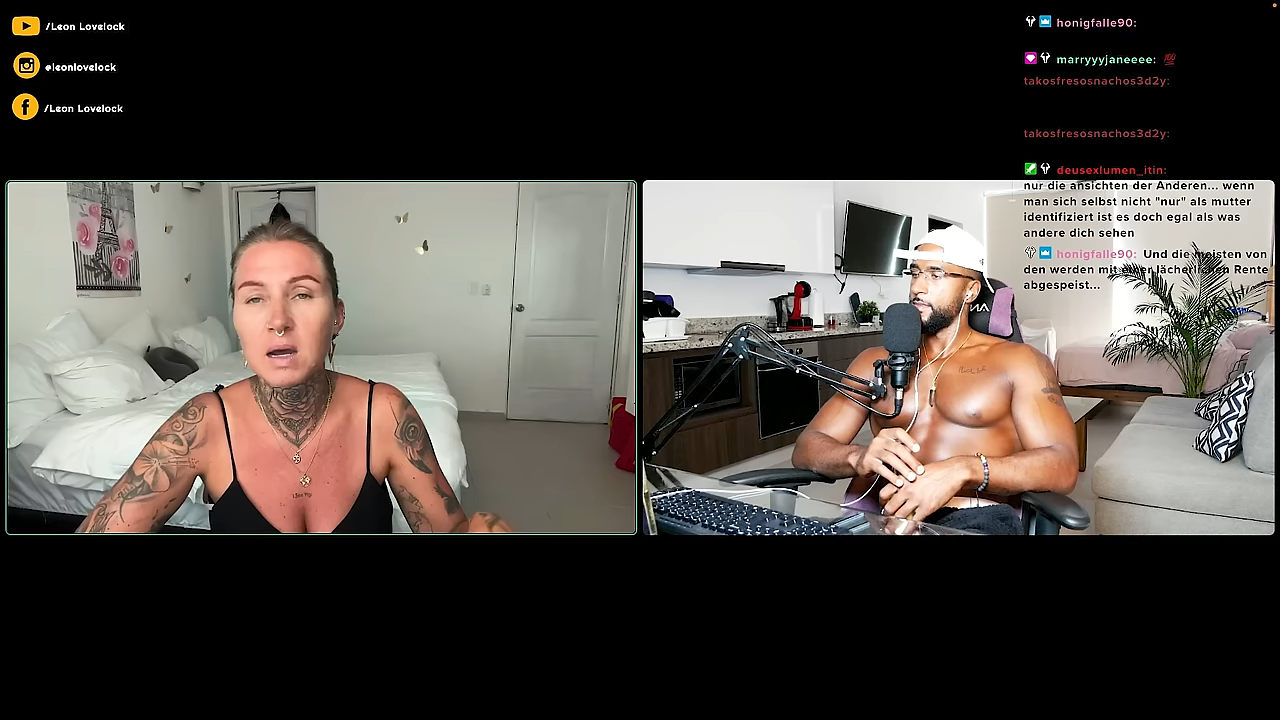 /Leon Lovelock
@leonlovelock
/Leon Lovelock
honigfalle90:
marryyyjaneeee: 💯
takosfresosnachos3d2y:
takosfresosnachos3d2y:
deusexlumen_itin:
nur die ansichten der Anderen... wenn
man sich selbst nicht "nur" als mutter
identifiziert ist es doch egal als was
andere dich sehen
honigfalle90: Und die meisten von
den werden mit
Rente
abgespeist...